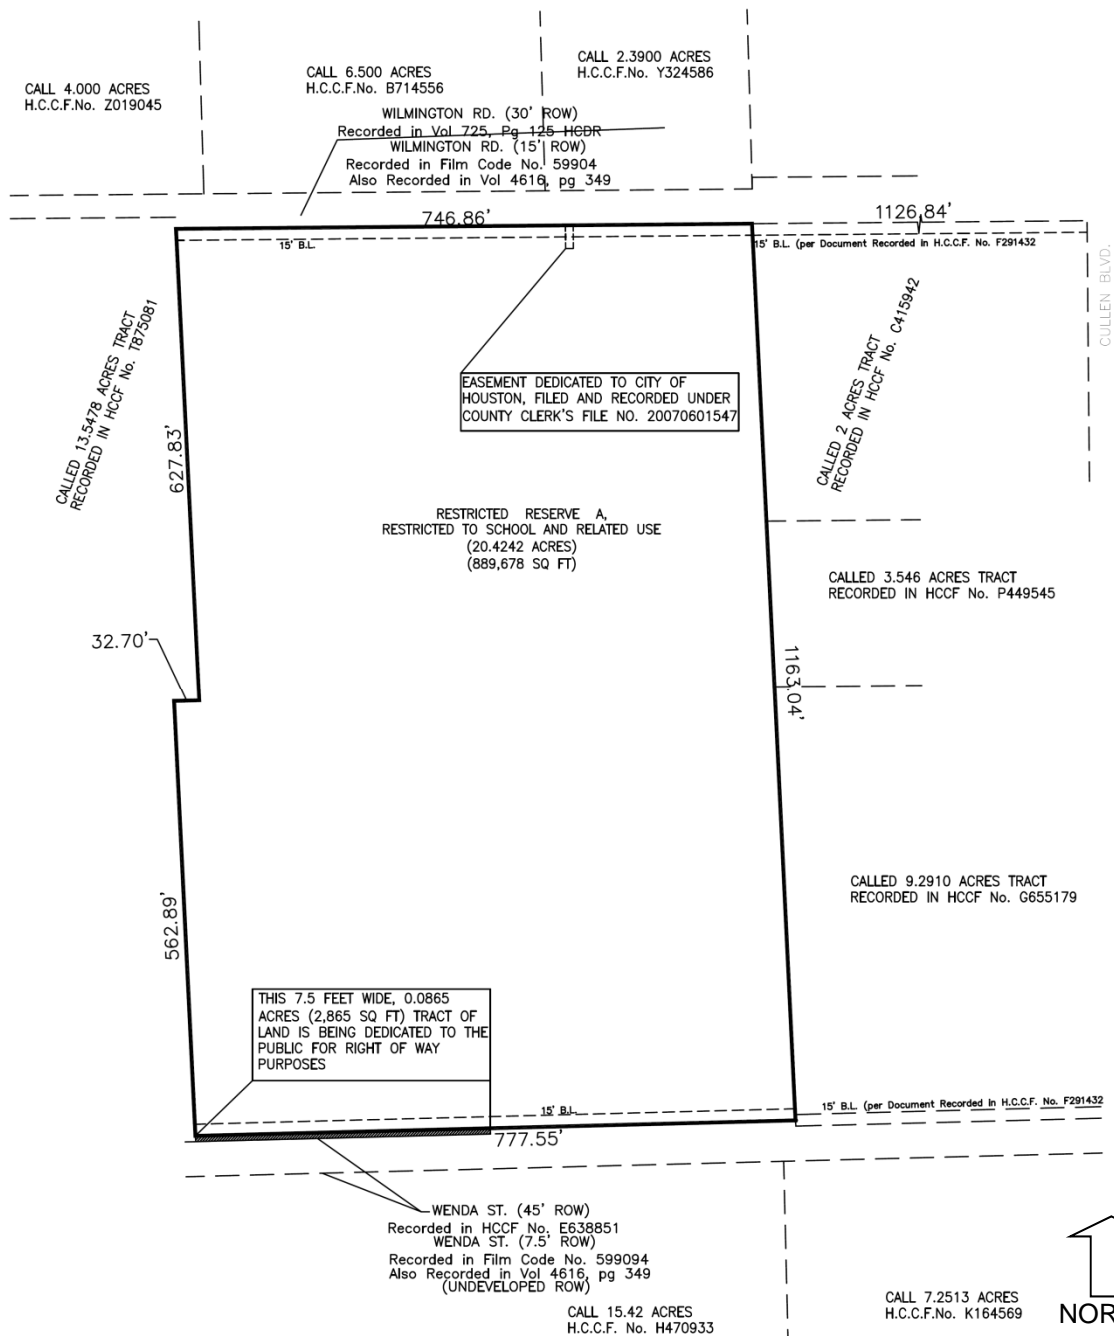 CALL 4.000 ACRES
H.C.C.F.No. Z019045
CALL 6.500 ACRES
H.C.C.F.No. B714556
CALL 2.3900 ACRES
H.C.C.F.No. Y324586
WILMINGTON RD. (30' ROW)
Recorded in Vol 725, Pg 125 HCDR
WILMINGTON RD. (15' ROW)
Recorded in Film Code No. 59904
Also Recorded in Vol 4616, pg 349
746.86'
1126.84'
15' B.L.
15' B.L. (per Document Recorded in H.C.C.F. No. F291432
CULLEN BLVD.
CALLED 13.5478 ACRES TRACT
RECORDED IN HCCF No. T875081
627.83'
EASEMENT DEDICATED TO CITY OF
HOUSTON, FILED AND RECORDED UNDER
COUNTY CLERK'S FILE NO. 20070601547
CALLED 2 ACRES TRACT
RECORDED IN HCCF No. C415942
RESTRICTED RESERVE A,
RESTRICTED TO SCHOOL AND RELATED USE
(20.4242 ACRES)
(889,678 SQ FT)
CALLED 3.546 ACRES TRACT
RECORDED IN HCCF No. P449545
32.70'
1163.04'
562.89'
CALLED 9.2910 ACRES TRACT
RECORDED IN HCCF No. G655179
THIS 7.5 FEET WIDE, 0.0865
ACRES (2,865 SQ FT) TRACT OF
LAND IS BEING DEDICATED TO THE
PUBLIC FOR RIGHT OF WAY
PURPOSES
15' B.L.
15' B.L. (per Document Recorded in H.C.C.F. No. F291432
777.55'
WENDA ST. (45' ROW)
Recorded in HCCF No. E638851
WENDA ST. (7.5' ROW)
Recorded in Film Code No. 599094
Also Recorded in Vol 4616, pg 349
(UNDEVELOPED ROW)
CALL 15.42 ACRES
H.C.C.F. No. H470933
CALL 7.2513 ACRES
H.C.C.F.No. K164569
NOR